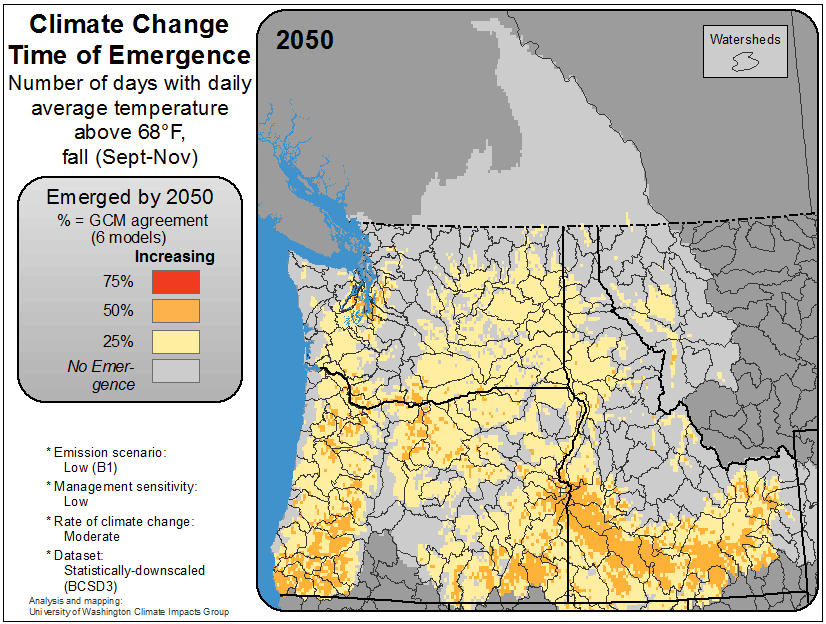 Climate Change
Time of Emergence
Number of days with daily
average temperature
above 68°F,
fall (Sept-Nov)
Emerged by 2050
% = GCM agreement
(6 models)
Increasing
75%
50%
25%
No Emer-
gence
* Emission scenario:
Low (B1)
* Management sensitivity:
Low
* Rate of climate change:
Moderate
* Dataset:
Statistically-downscaled
(BCSD3)
Analysis and mapping:
University of Washington Climate Impacts Group
2050
Watersheds